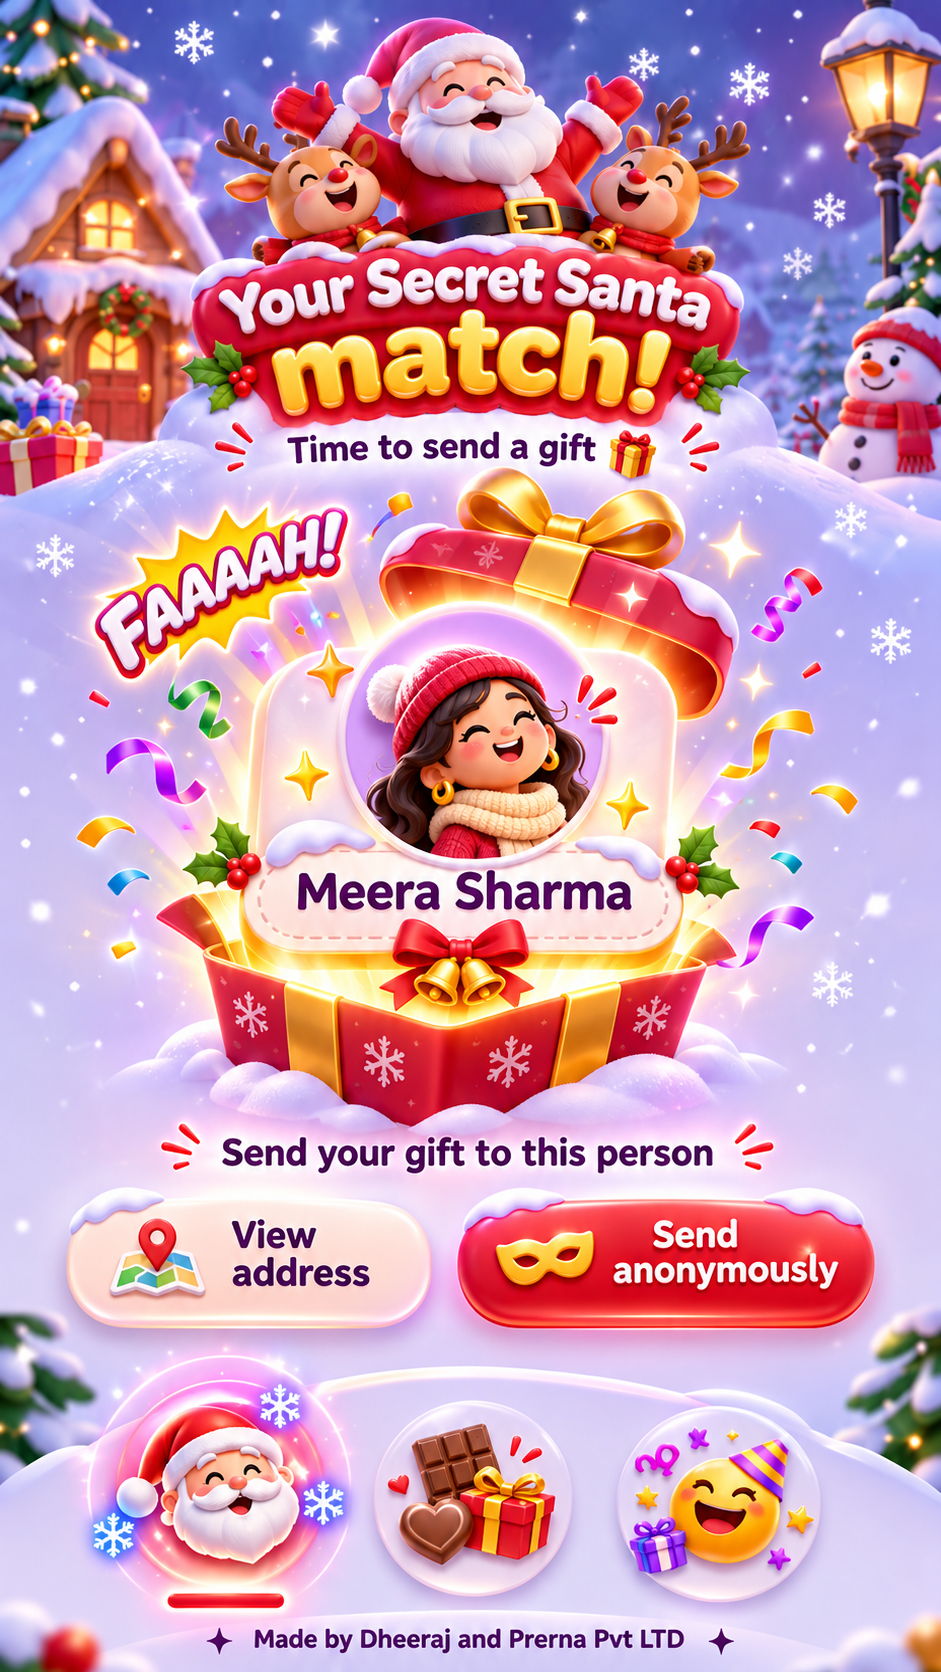 Your Secret Santa
match!
Time to send a gift
FAAAAH!
Meera Sharma
Send your gift to this person
View
address
Send
anonymously
Made by Dheeraj and Prerna Pvt LTD